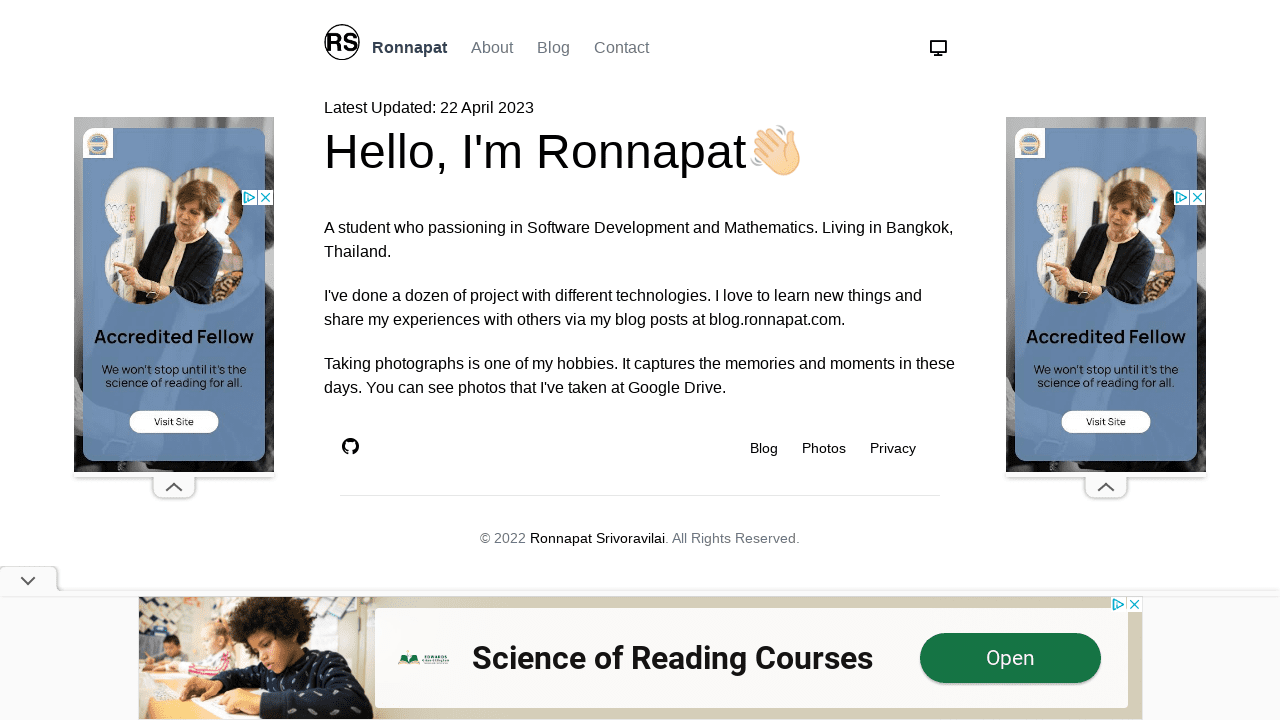 RS
Ronnapat
About
Blog
Contact
Latest Updated: 22 April 2023
Hello, I'm Ronnapat
A student who passioning in Software Development and Mathematics. Living in Bangkok,
Thailand.
I've done a dozen of project with different technologies. I love to learn new things and
share my experiences with others via my blog posts at blog.ronnapat.com.
Taking photographs is one of my hobbies. It captures the memories and moments in these
days. You can see photos that I've taken at Google Drive.
Blog
Photos
Privacy
© 2022 Ronnapat Srivoravilai. All Rights Reserved.
Accredited Fellow
We won't stop until it's the
science of reading for all.
Visit Site
Accredited Fellow
We won't stop until it's the
science of reading for all.
Visit Site
Science of Reading Courses
Open